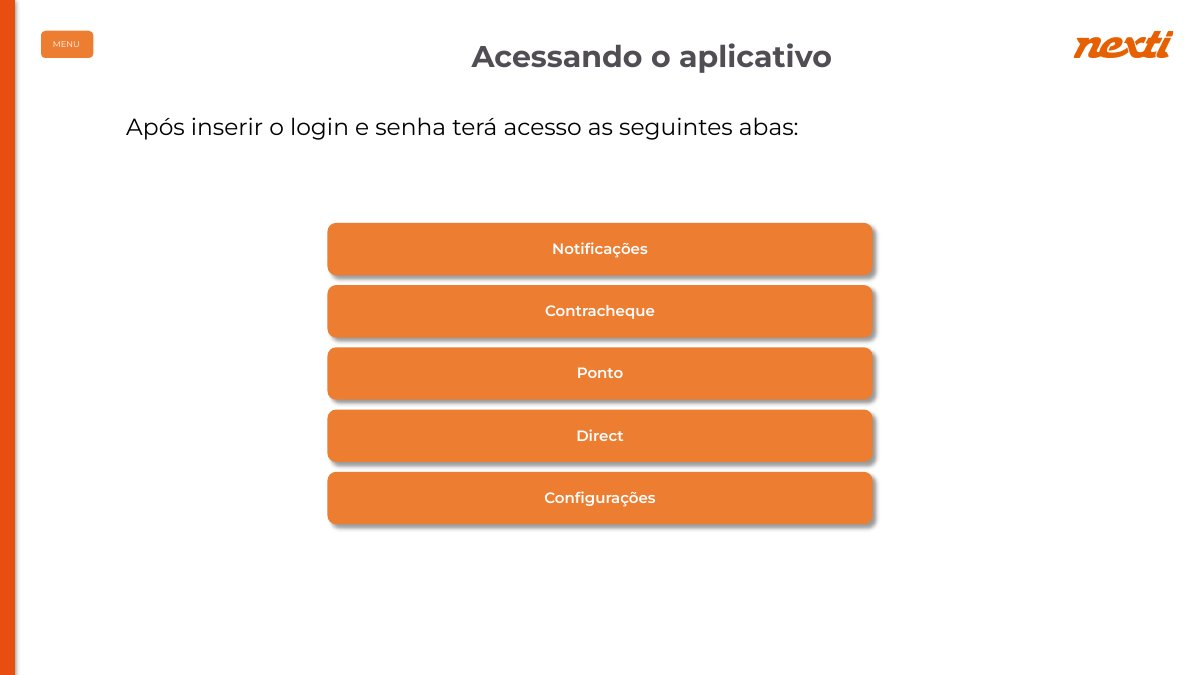 MENU
Acessando o aplicativo
nexti
Após inserir o login e senha terá acesso as seguintes abas:
Notificações
Contracheque
Ponto
Direct
Configurações